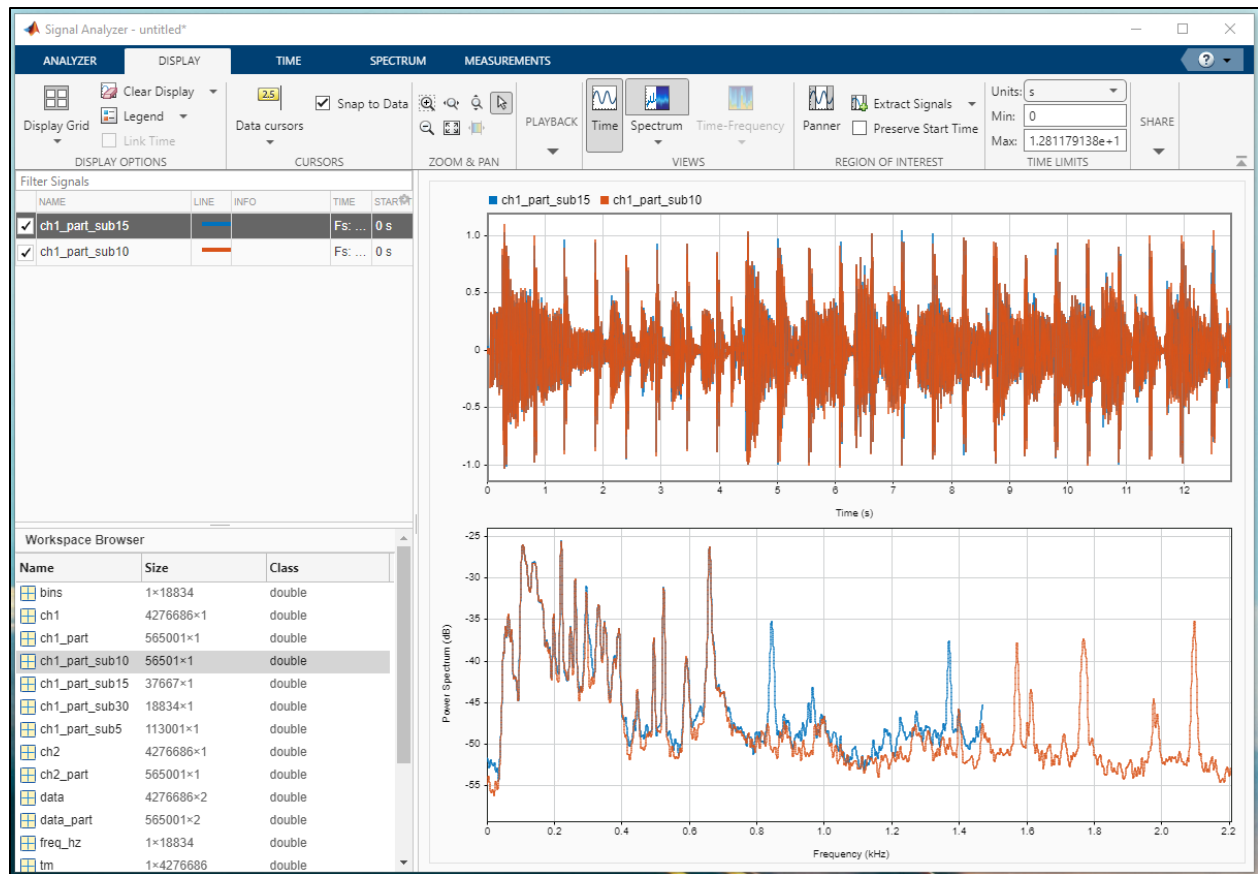 Signal Analyzer - untitled*
ANALYZER DISPLAY TIME SPECTRUM MEASUREMENTS
Display Grid
Clear Display
Legend
Link Time
DISPLAY OPTIONS
2.5
Data cursors
Snap to Data
CURSORS
ZOOM & PAN
PLAYBACK
Time
Spectrum
Time-Frequency
VIEWS
Panner
Extract Signals
Preserve Start Time
REGION OF INTEREST
Units: s
Min: 0
Max: 1.281179138e+1
TIME LIMITS
SHARE
?
Filter Signals
NAME LINE INFO TIME START
ch1_part_sub15 Fs: ... 0 s
ch1_part_sub10 Fs: ... 0 s
Workspace Browser
Name Size Class
bins 1×18834 double
ch1 4276686×1 double
ch1_part 565001×1 double
ch1_part_sub10 56501×1 double
ch1_part_sub15 37667×1 double
ch1_part_sub30 18834×1 double
ch1_part_sub5 113001×1 double
ch2 4276686×1 double
ch2_part 565001×1 double
data 4276686×2 double
data_part 565001×2 double
freq_hz 1×18834 double
tm 1×4276686 double
ch1_part_sub15 ch1_part_sub10
1.0
0.5
0
-0.5
-1.0
0 1 2 3 4 5 6 7 8 9 10 11 12
Time (s)
-25
-30
-35
-40
-45
-50
-55
Power Spectrum (dB)
0 0.2 0.4 0.6 0.8 1.0 1.2 1.4 1.6 1.8 2.0 2.2
Frequency (kHz)